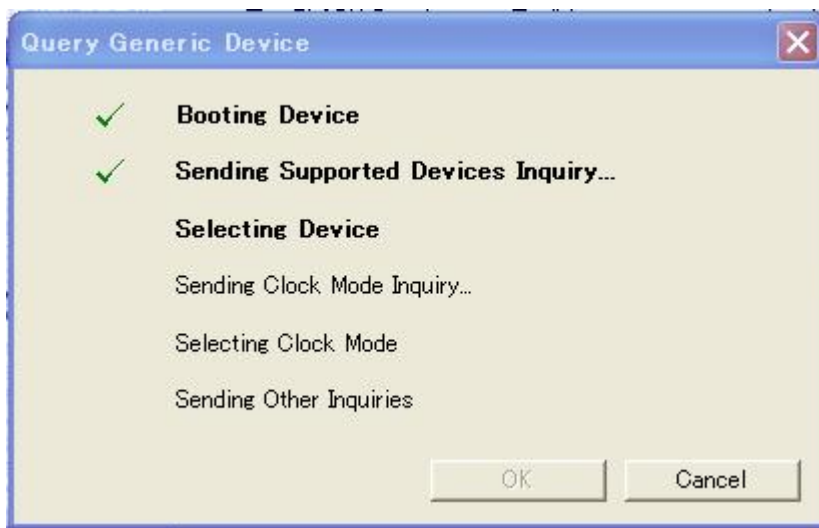 Query Generic Device
Booting Device
Sending Supported Devices Inquiry...
Selecting Device
Sending Clock Mode Inquiry...
Selecting Clock Mode
Sending Other Inquiries
OK
Cancel